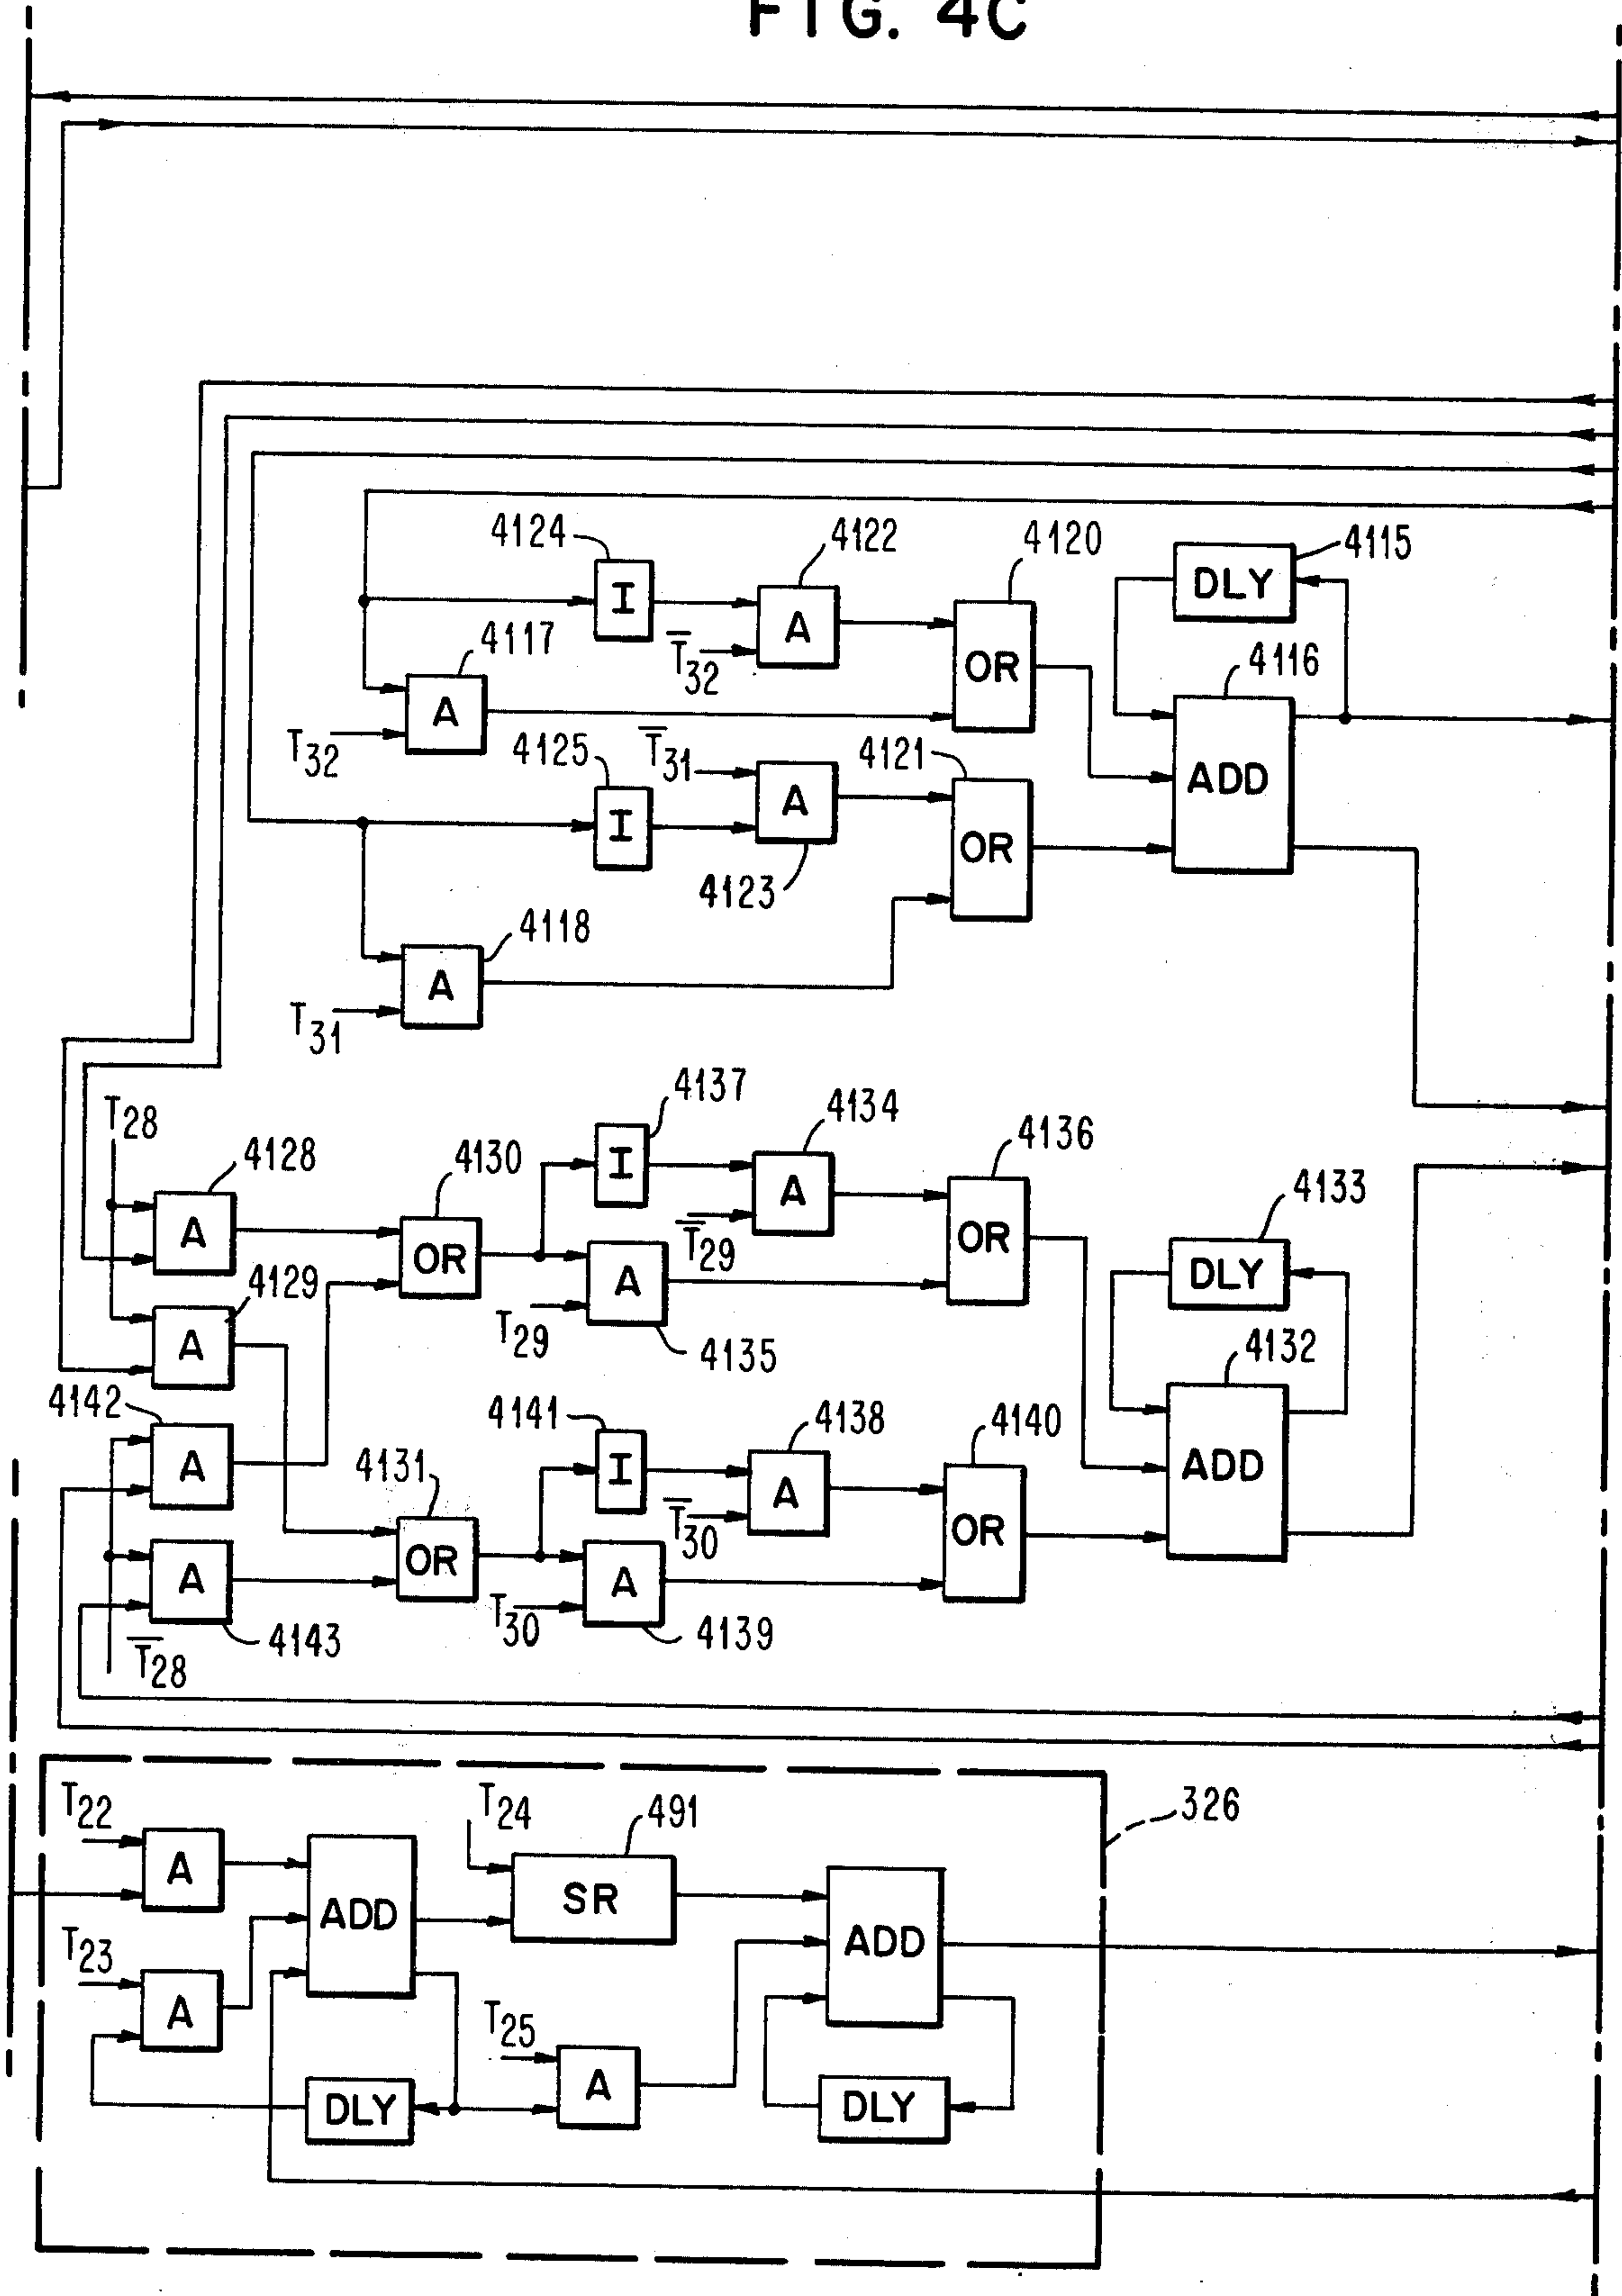 FIG. 4C
4124
4122
4120
4115
I
DLY
A
4117
T̅32
OR
4116
A
T32
4125
T̅31
4121
ADD
I
A
OR
4123
4118
A
T31
4137
4134
4136
T28
4128
4130
I
A
4133
A
OR
T̅29
OR
DLY
4129
A
T29
4135
4132
A
4142
4141
4138
4140
A
4131
I
A
ADD
T̅30
OR
OR
A
A
T30
4139
4143
T̅28
T22
T24
491
326
A
ADD
SR
ADD
T23
A
T25
A
DLY
DLY